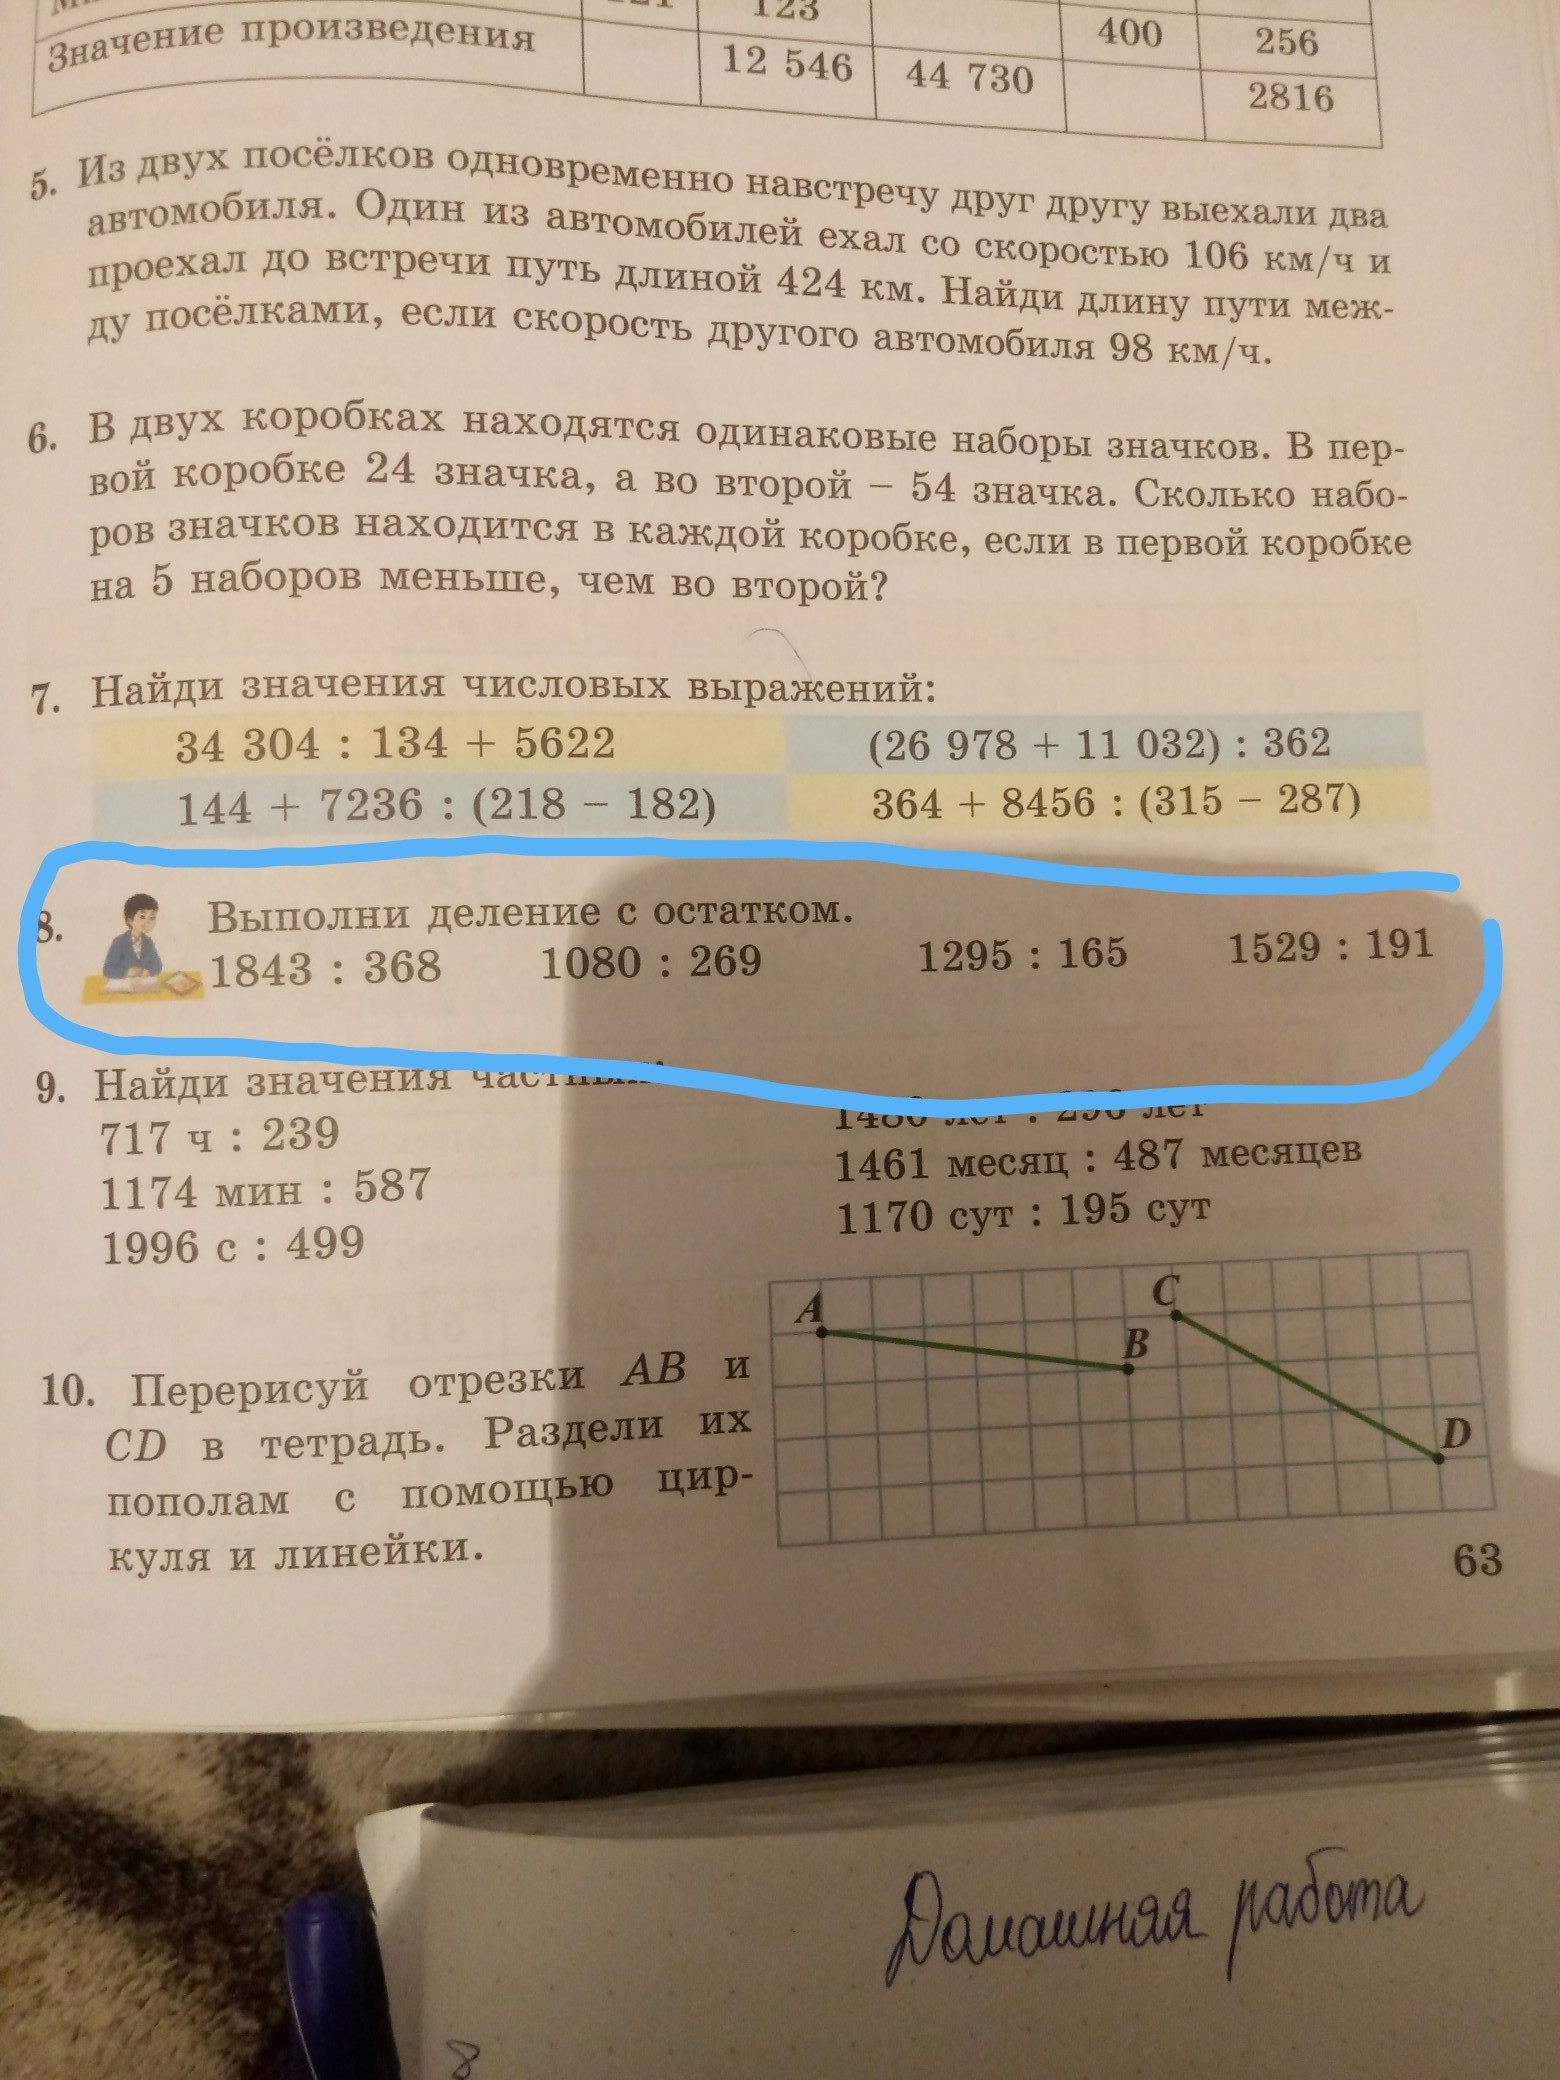 123
400
256
Значение произведения
12 546
44 730
2816
5. Из двух посёлков одновременно навстречу друг другу выехали два
автомобиля. Один из автомобилей ехал со скоростью 106 км/ч и
проехал до встречи путь длиной 424 км. Найди длину пути меж-
ду посёлками, если скорость другого автомобиля 98 км/ч.
6. В двух коробках находятся одинаковые наборы значков. В пер-
вой коробке 24 значка, а во второй – 54 значка. Сколько набо-
ров значков находится в каждой коробке, если в первой коробке
на 5 наборов меньше, чем во второй?
7. Найди значения числовых выражений:
34 304 : 134 + 5622
(26 978 + 11 032) : 362
144 + 7236 : (218 – 182)
364 + 8456 : (315 – 287)
8. Выполни деление с остатком.
1843 : 368 1080 : 269 1295 : 165 1529 : 191
9. Найди значения частных:
717 ч : 239
1480 лет : 296 лет
1174 мин : 587
1461 месяц : 487 месяцев
1996 с : 499
1170 сут : 195 сут
A
B
C
D
10. Перерисуй отрезки AB и
CD в тетрадь. Раздели их
пополам с помощью цир-
куля и линейки.
63
Домашняя работа
8